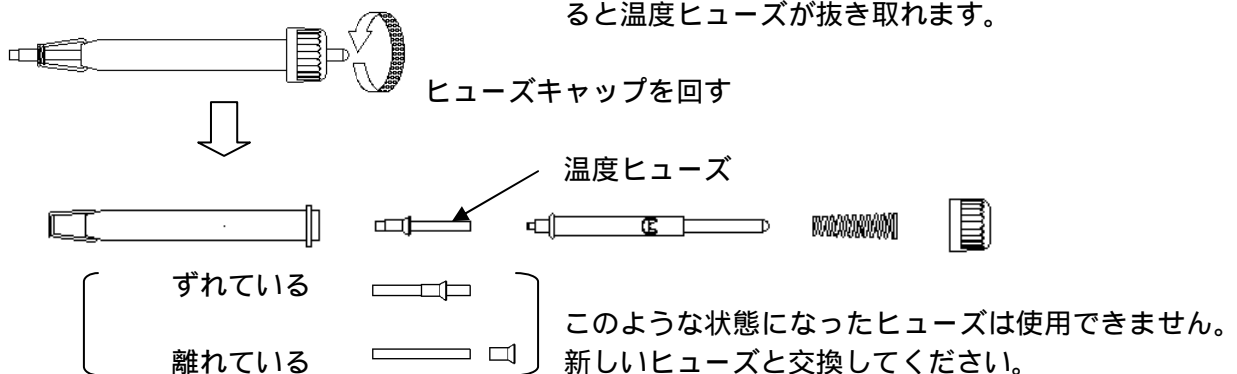 ると温度ヒューズが抜き取れます。
ヒューズキャップを回す
温度ヒューズ
ずれている
このような状態になったヒューズは使用できません。
離れている
新しいヒューズと交換してください。